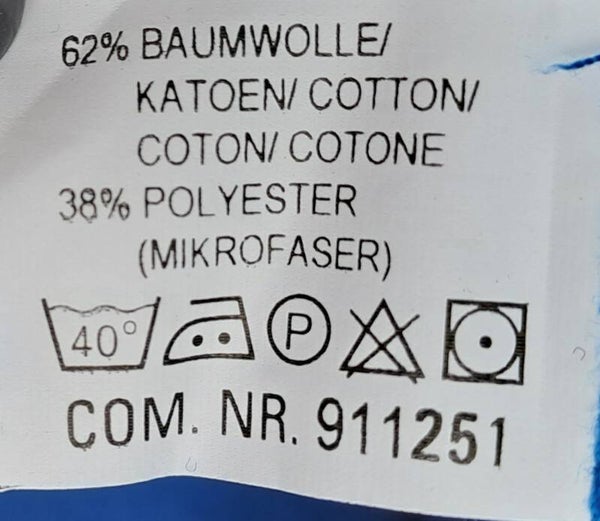 62% BAUMWOLLE/
KATOEN/ COTTON/
COTON/ COTONE
38% POLYESTER
(MIKROFASER)
40° P
COM. NR. 911251